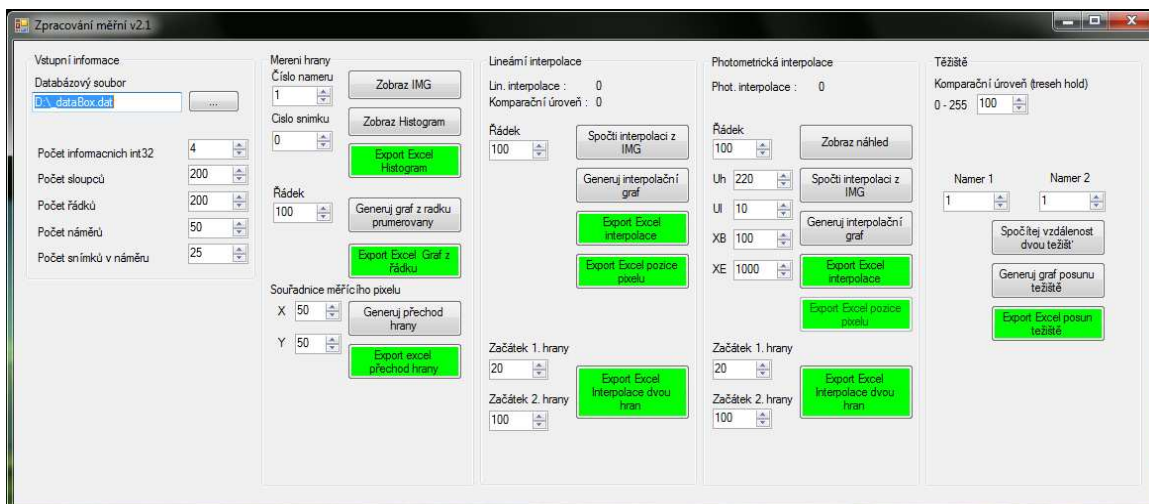 Zpracování měřní v2.1
Vstupní informace
Databázový soubor
D:\_dataBox.dat
...
Počet informacnich int32
4
Počet sloupců
200
Počet řádků
200
Počet náměrů
50
Počet snímků v náměru
25
Mereni hrany
Číslo nameru
1
Zobraz IMG
Cislo snimku
0
Zobraz Histogram
Export Excel
Histogram
Řádek
100
Generuj graf z radku
prumerovany
Export Excel Graf z
řádku
Souřadnice měřícího pixelu
X 50
Generuj přechod
hrany
Y 50
Export excel
přechod hrany
Lineární interpolace
Lin. interpolace : 0
Komparační úroveň : 0
Řádek
100
Spočti interpolaci z
IMG
Generuj interpolační
graf
Export Excel
interpolace
Export Excel pozice
pixelu
Začátek 1. hrany
20
Začátek 2. hrany
100
Export Excel
Interpolace dvou
hran
Photometrická interpolace
Phot. interpolace : 0
Řádek
100
Zobraz náhled
Uh 220
Spočti interpolaci z
IMG
Ul 10
Generuj interpolační
graf
XB 100
XE 1000
Export Excel
interpolace
Export Excel pozice
pixelu
Začátek 1. hrany
20
Začátek 2. hrany
100
Export Excel
Interpolace dvou
hran
Těžiště
Komparační úroveň (treseh hold)
0 - 255 100
Namer 1
1
Namer 2
1
Spočítej vzdálenost
dvou težišť'
Generuj graf posunu
težiště
Export Excel posun
težiště